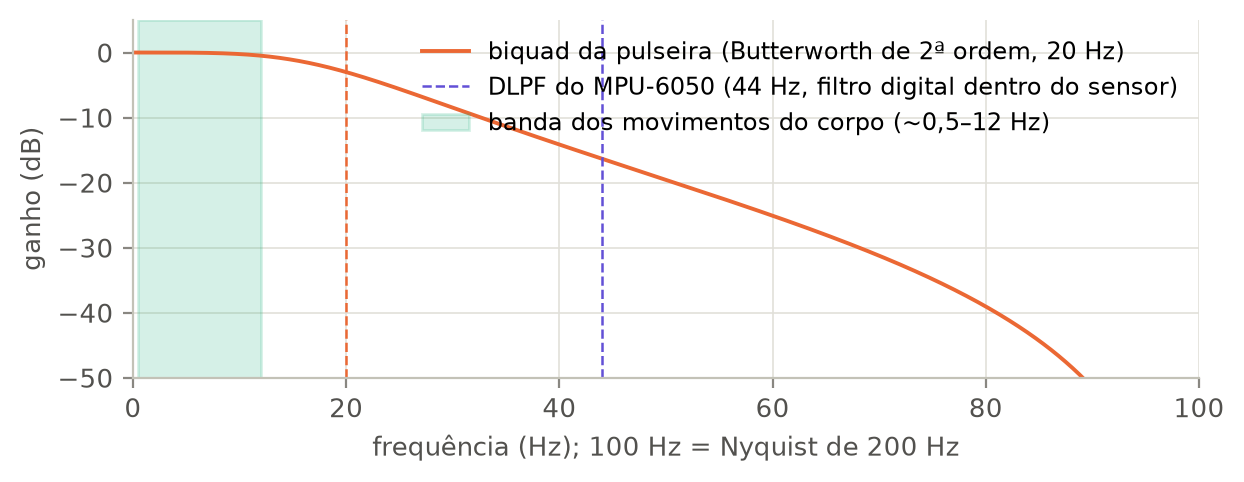 biquad da pulseira (Butterworth de 2ª ordem, 20 Hz)
DLPF do MPU-6050 (44 Hz, filtro digital dentro do sensor)
banda dos movimentos do corpo (~0,5–12 Hz)
ganho (dB)
0
−10
−20
−30
−40
−50
0 20 40 60 80 100
frequência (Hz); 100 Hz = Nyquist de 200 Hz